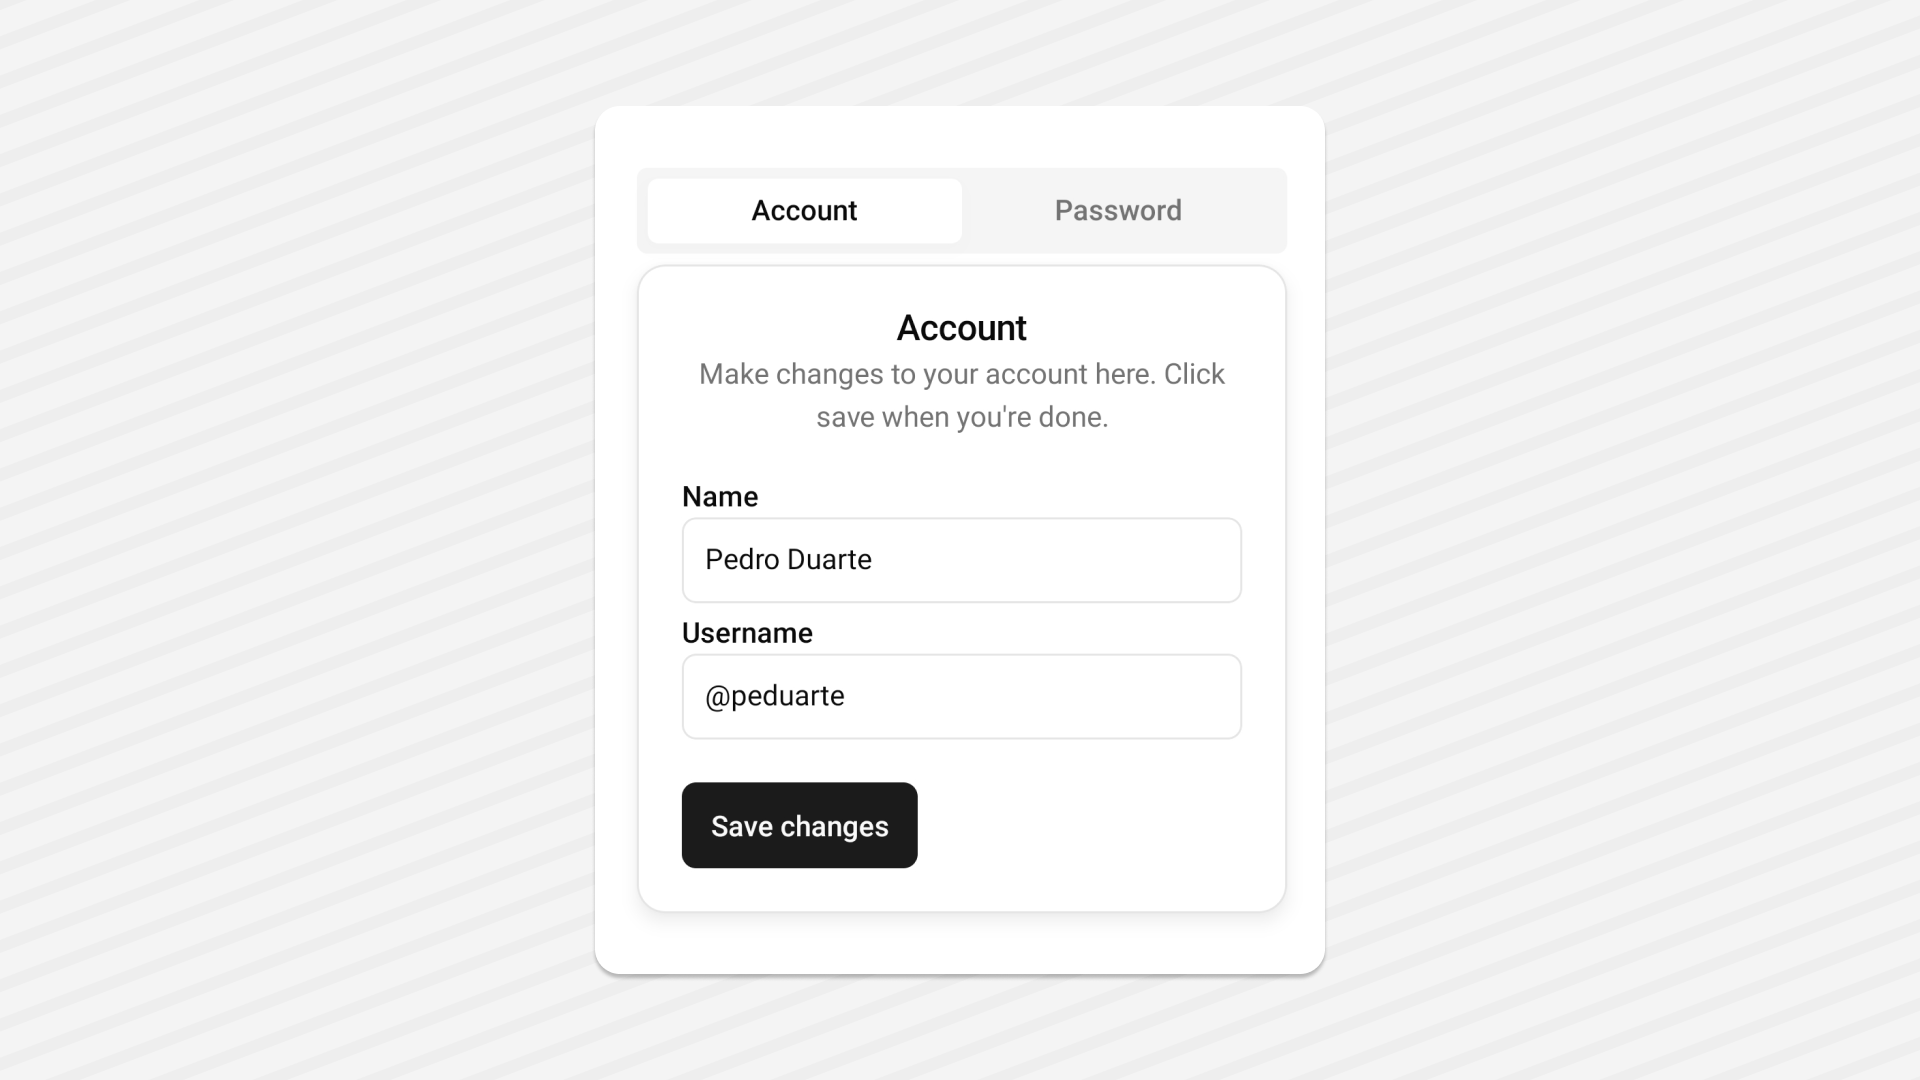 Account
Password
Account
Make changes to your account here. Click
save when you're done.
Name
Pedro Duarte
Username
@peduarte
Save changes